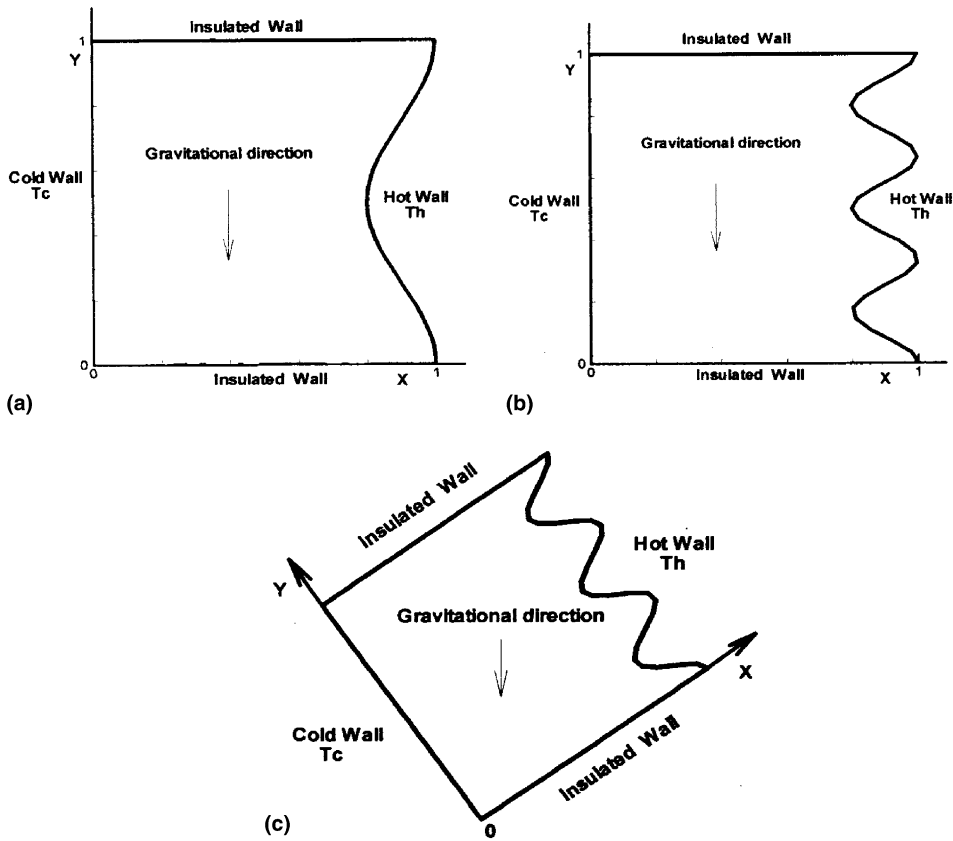 Insulated Wall
1
Y
Gravitational direction
Cold Wall
Tc
Hot Wall
Th
0
0
Insulated Wall
X
1
(a)
Insulated Wall
1
Y
Gravitational direction
Cold Wall
Tc
Hot Wall
Th
0
0
Insulated Wall
X
1
(b)
Insulated Wall
Hot Wall
Th
Y
Gravitational direction
X
Cold Wall
Tc
Insulated Wall
0
(c)